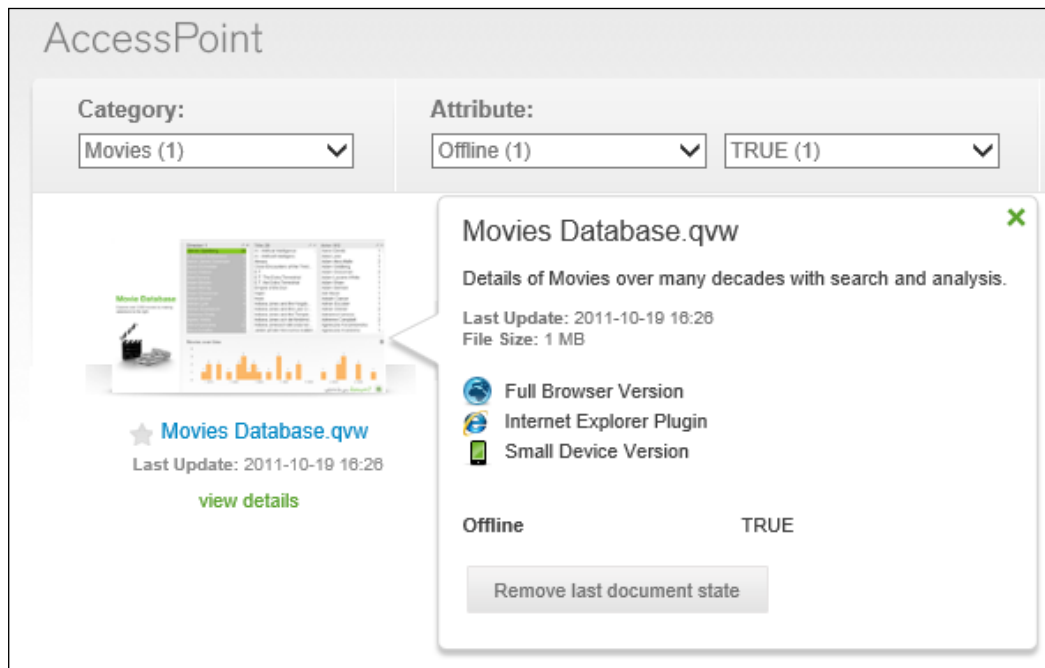 AccessPoint
Category:
Attribute:
Movies (1)
Offline (1)
TRUE (1)
Movie Database
Movies Database.qvw
Last Update: 2011-10-19 16:26
view details
Movies Database.qvw
Details of Movies over many decades with search and analysis.
Last Update: 2011-10-19 16:26
File Size: 1 MB
Full Browser Version
Internet Explorer Plugin
Small Device Version
Offline
TRUE
Remove last document state